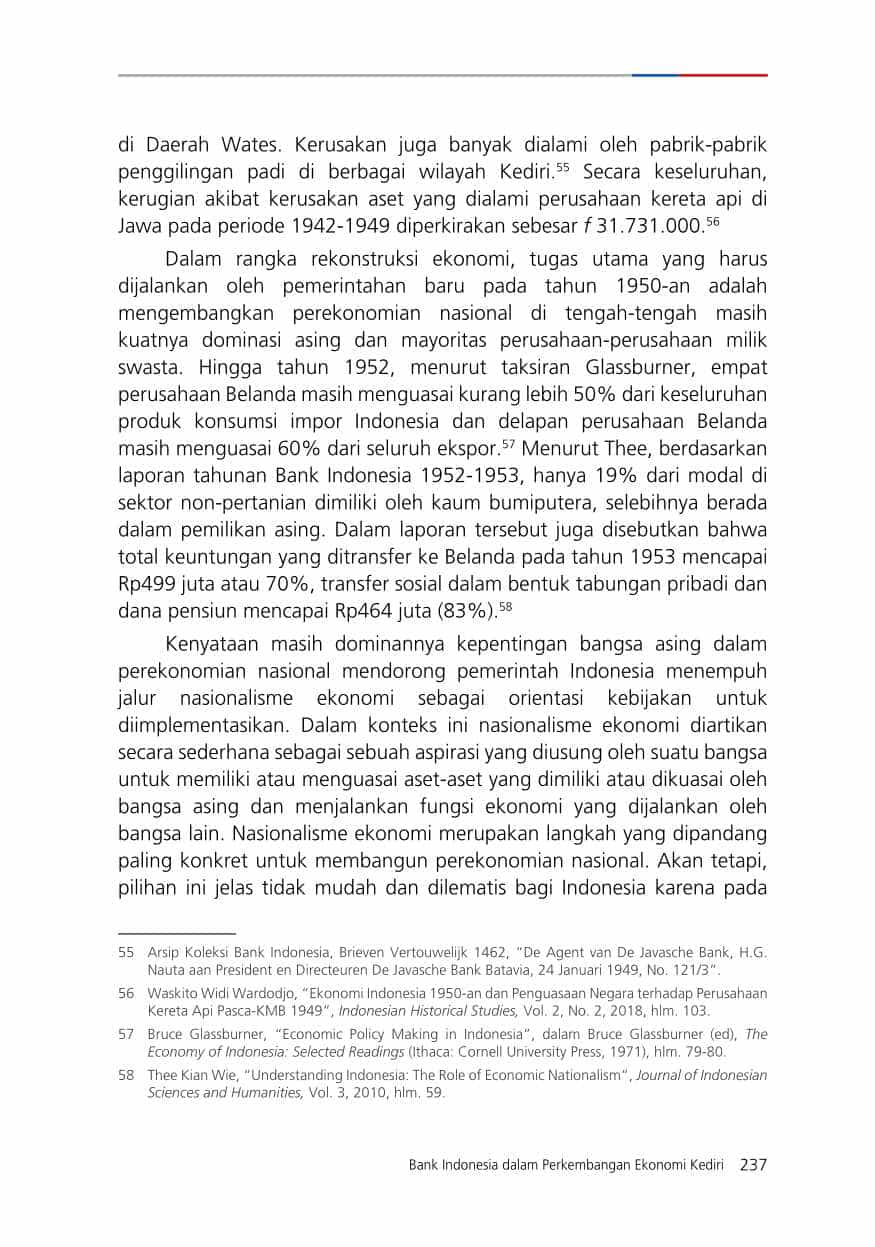 di Daerah Wates. Kerusakan juga banyak dialami oleh pabrik-pabrik
penggilingan padi di berbagai wilayah Kediri.55 Secara keseluruhan,
kerugian akibat kerusakan aset yang dialami perusahaan kereta api di
Jawa pada periode 1942-1949 diperkirakan sebesar f 31.731.000.56
Dalam rangka rekonstruksi ekonomi, tugas utama yang harus
dijalankan oleh pemerintahan baru pada tahun 1950-an adalah
mengembangkan perekonomian nasional di tengah-tengah masih
kuatnya dominasi asing dan mayoritas perusahaan-perusahaan milik
swasta. Hingga tahun 1952, menurut taksiran Glassburner, empat
perusahaan Belanda masih menguasai kurang lebih 50% dari keseluruhan
produk konsumsi impor Indonesia dan delapan perusahaan Belanda
masih menguasai 60% dari seluruh ekspor.57 Menurut Thee, berdasarkan
laporan tahunan Bank Indonesia 1952-1953, hanya 19% dari modal di
sektor non-pertanian dimiliki oleh kaum bumiputera, selebihnya berada
dalam pemilikan asing. Dalam laporan tersebut juga disebutkan bahwa
total keuntungan yang ditransfer ke Belanda pada tahun 1953 mencapai
Rp499 juta atau 70%, transfer sosial dalam bentuk tabungan pribadi dan
dana pensiun mencapai Rp464 juta (83%).58
Kenyataan masih dominannya kepentingan bangsa asing dalam
perekonomian nasional mendorong pemerintah Indonesia menempuh
jalur nasionalisme ekonomi sebagai orientasi kebijakan untuk
diimplementasikan. Dalam konteks ini nasionalisme ekonomi diartikan
secara sederhana sebagai sebuah aspirasi yang diusung oleh suatu bangsa
untuk memiliki atau menguasai aset-aset yang dimiliki atau dikuasai oleh
bangsa asing dan menjalankan fungsi ekonomi yang dijalankan oleh
bangsa lain. Nasionalisme ekonomi merupakan langkah yang dipandang
paling konkret untuk membangun perekonomian nasional. Akan tetapi,
pilihan ini jelas tidak mudah dan dilematis bagi Indonesia karena pada
55 Arsip Koleksi Bank Indonesia, Brieven Vertouwelijk 1462, "De Agent van De Javasche Bank, H.G.
Nauta aan President en Directeuren De Javasche Bank Batavia, 24 Januari 1949, No. 121/3".
56 Waskito Widi Wardodjo, "Ekonomi Indonesia 1950-an dan Penguasaan Negara terhadap Perusahaan
Kereta Api Pasca-KMB 1949", Indonesian Historical Studies, Vol. 2, No. 2, 2018, hlm. 103.
57 Bruce Glassburner, "Economic Policy Making in Indonesia", dalam Bruce Glassburner (ed), The
Economy of Indonesia: Selected Readings (Ithaca: Cornell University Press, 1971), hlm. 79-80.
58 Thee Kian Wie, "Understanding Indonesia: The Role of Economic Nationalism", Journal of Indonesian
Sciences and Humanities, Vol. 3, 2010, hlm. 59.
Bank Indonesia dalam Perkembangan Ekonomi Kediri 237